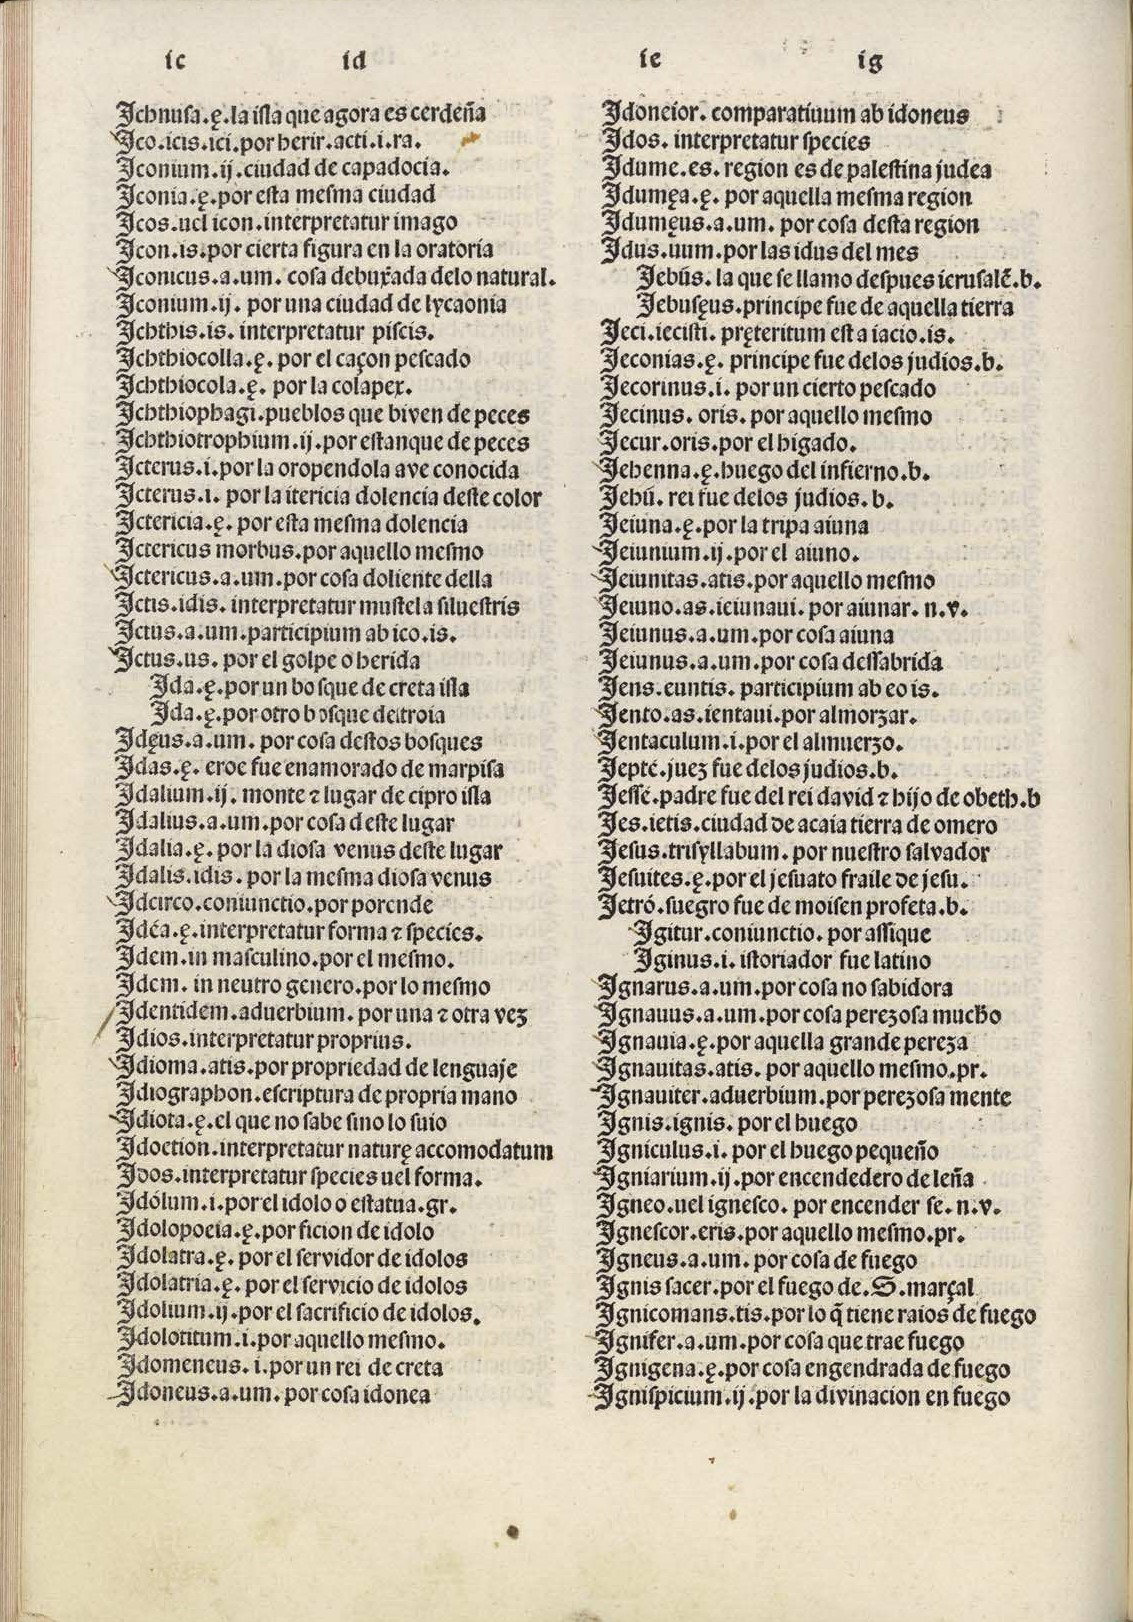 ic id ie ig
Ichnusa.ę.la isla que agora es cerdeña
Ico.icis.ici.por herir.acti.i.ra.
Iconium.ij.ciudad de capadocia.
Iconia.ę.por esta mesma ciudad
Icos.uel icon.interpretatur imago
Icon.is.por cierta figura en la oratoria
Iconicus.a.um. cosa debuxada delo natural.
Iconium.ij. por una ciudad de lycaonia
Ichthis.is. interpretatur piscis.
Ichthiocolla.ę. por el caçon pescado
Ichthiocola.ę. por la colapex.
Ichthiophagi.pueblos que biven de peces
Ichthiotrophium.ij.por estanque de peces
Icterus.i.por la oropendola ave conocida
Icterus.i. por la itericia dolencia deste color
Ictericia.ę. por esta mesma dolencia
Ictericus morbus.por aquello mesmo
Ictericus.a.um.por cosa doliente della
Ictis.idis. interpretatur mustela siluestris
Ictus.a.um.participium ab ico.is.
Ictus.us. por el golpe o herida
Ida.ę.por un bosque de creta isla
Ida.ę.por otro bosque de troia
Idęus.a.um. por cosa destos bosques
Idas.ę. eroe fue enamorado de marpisa
Idalium.ij. monte ⁊ lugar de cipro isla
Idalius.a.um.por cosa deste lugar
Idalia.ę. por la diosa venus deste lugar
Idalis.idis. por la mesma diosa venus
Idcirco.coniunctio.por porende
Idéa.ę.interpretatur forma ⁊ species.
Idem.in masculino.por el mesmo.
Idem. in neutro genero.por lo mesmo
Identidem.aduerbium. por una ⁊ otra vez
Idios.interpretatur proprius.
Idioma.atis.por propriedad de lenguaje
Idiographon.escriptura de propria mano
Idiota.ę.el que no sabe sino lo suio
Idoction.interpretatur naturę accomodatum
Idos.interpretatur species uel forma.
Idólum.i.por el idolo o estatua.gr.
Idolopoeia.ę.por ficion de idolo
Idolatra.ę. por el servidor de idolos
Idolatria.ę. por el servicio de idolos
Idolium.ij.por el sacrificio de idolos.
Idolotitum.i.por aquello mesmo.
Idomeneus. i.por un rei de creta
Idoneus.a.um. por cosa idonea
Idoneior. comparatiuum ab idoneus
Idos. interpretatur species
Idume.es. region es de palestina judea
Idumęa.ę. por aquella mesma region
Idumęus.a.um. por cosa desta region
Idus.uum.por las idus del mes
Iebus̃. la que se llamo despues ierusalẽ.b.
Iebusęus.principe fue de aquella tierra
Ieci.iecisti. pręteritum est a iacio.is.
Ieconias.ę. principe fue delos judios.b.
Iecorinus.i. por un cierto pescado
Iecinus. oris. por aquello mesmo
Iecur.oris.por el higado.
Iehenna.ę.huego del infierno.b.
Iehũ. rei fue delos judios. b.
Ieiuna.ę.por la tripa aiuna
Ieiunium.ij.por el aiuno.
Ieiunitas.atis.por aquello mesmo
Ieiuno.as.ieiunaui. por aiunar. n.v.
Ieiunus.a.um.por cosa aiuna
Ieiunus.a.um.por cosa dessabrida
Iens.euntis. participium ab eo is.
Iento.as.ientaui.por almorzar.
Ientaculum.i.por el almuerzo.
Iepté.juez fue delos judios.b.
Iessé.padre fue del rei david ⁊ hijo de obeth.b
Ies.ietis.ciudad de acaia tierra de omero
Iesus.trisyllabum. por nuestro salvador
Iesuites.ę.por el jesuato fraile de jesu.
Ietró.suegro fue de moisen profeta.b.
Igitur.coniunctio. por assique
Iginus.i. istoriador fue latino
Ignarus.a.um.por cosa no sabidora
Ignauus.a.um.por cosa perezosa mucho
Ignauia.ę.por aquella grande pereza
Ignauitas.atis. por aquello mesmo.pr.
Ignauiter.aduerbium.por perezosa mente
Ignis.ignis. por el huego
Igniculus.i. por el huego pequeño
Igniarium.ij.por encendedero de leña
Igneo.uel ignesco. por encender se. n.v.
Ignescor.eris.por aquello mesmo.pr.
Igneus.a.um. por cosa de fuego
Ignis sacer.por el fuego de.S.marçal
Ignicomans.tis.por lo q̃ tiene raios de fuego
Ignifer.a.um.por cosa que trae fuego
Ignigena.ę.por cosa engendrada de fuego
Ignispicium.ij.por la divinacion en fuego